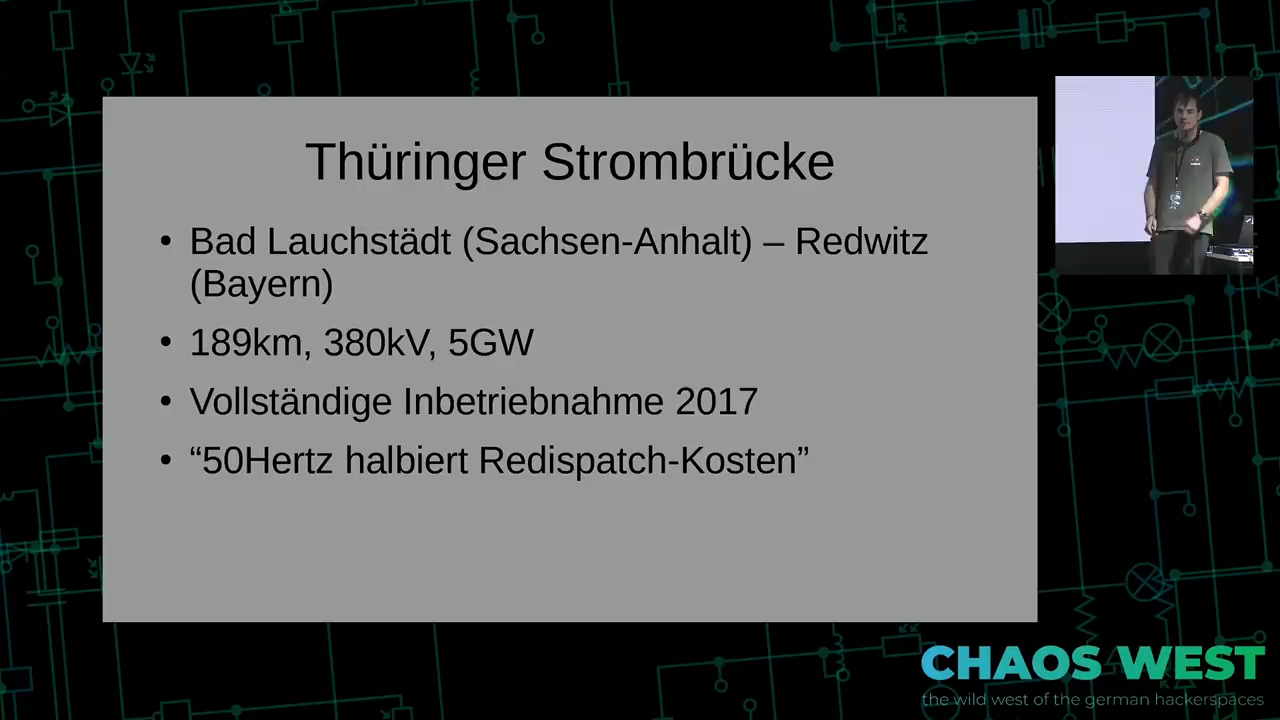 Thüringer Strombrücke
• Bad Lauchstädt (Sachsen-Anhalt) – Redwitz
(Bayern)
• 189km, 380kV, 5GW
• Vollständige Inbetriebnahme 2017
• “50Hertz halbiert Redispatch-Kosten”
CHAOS WEST
the wild west of the german hackerspaces